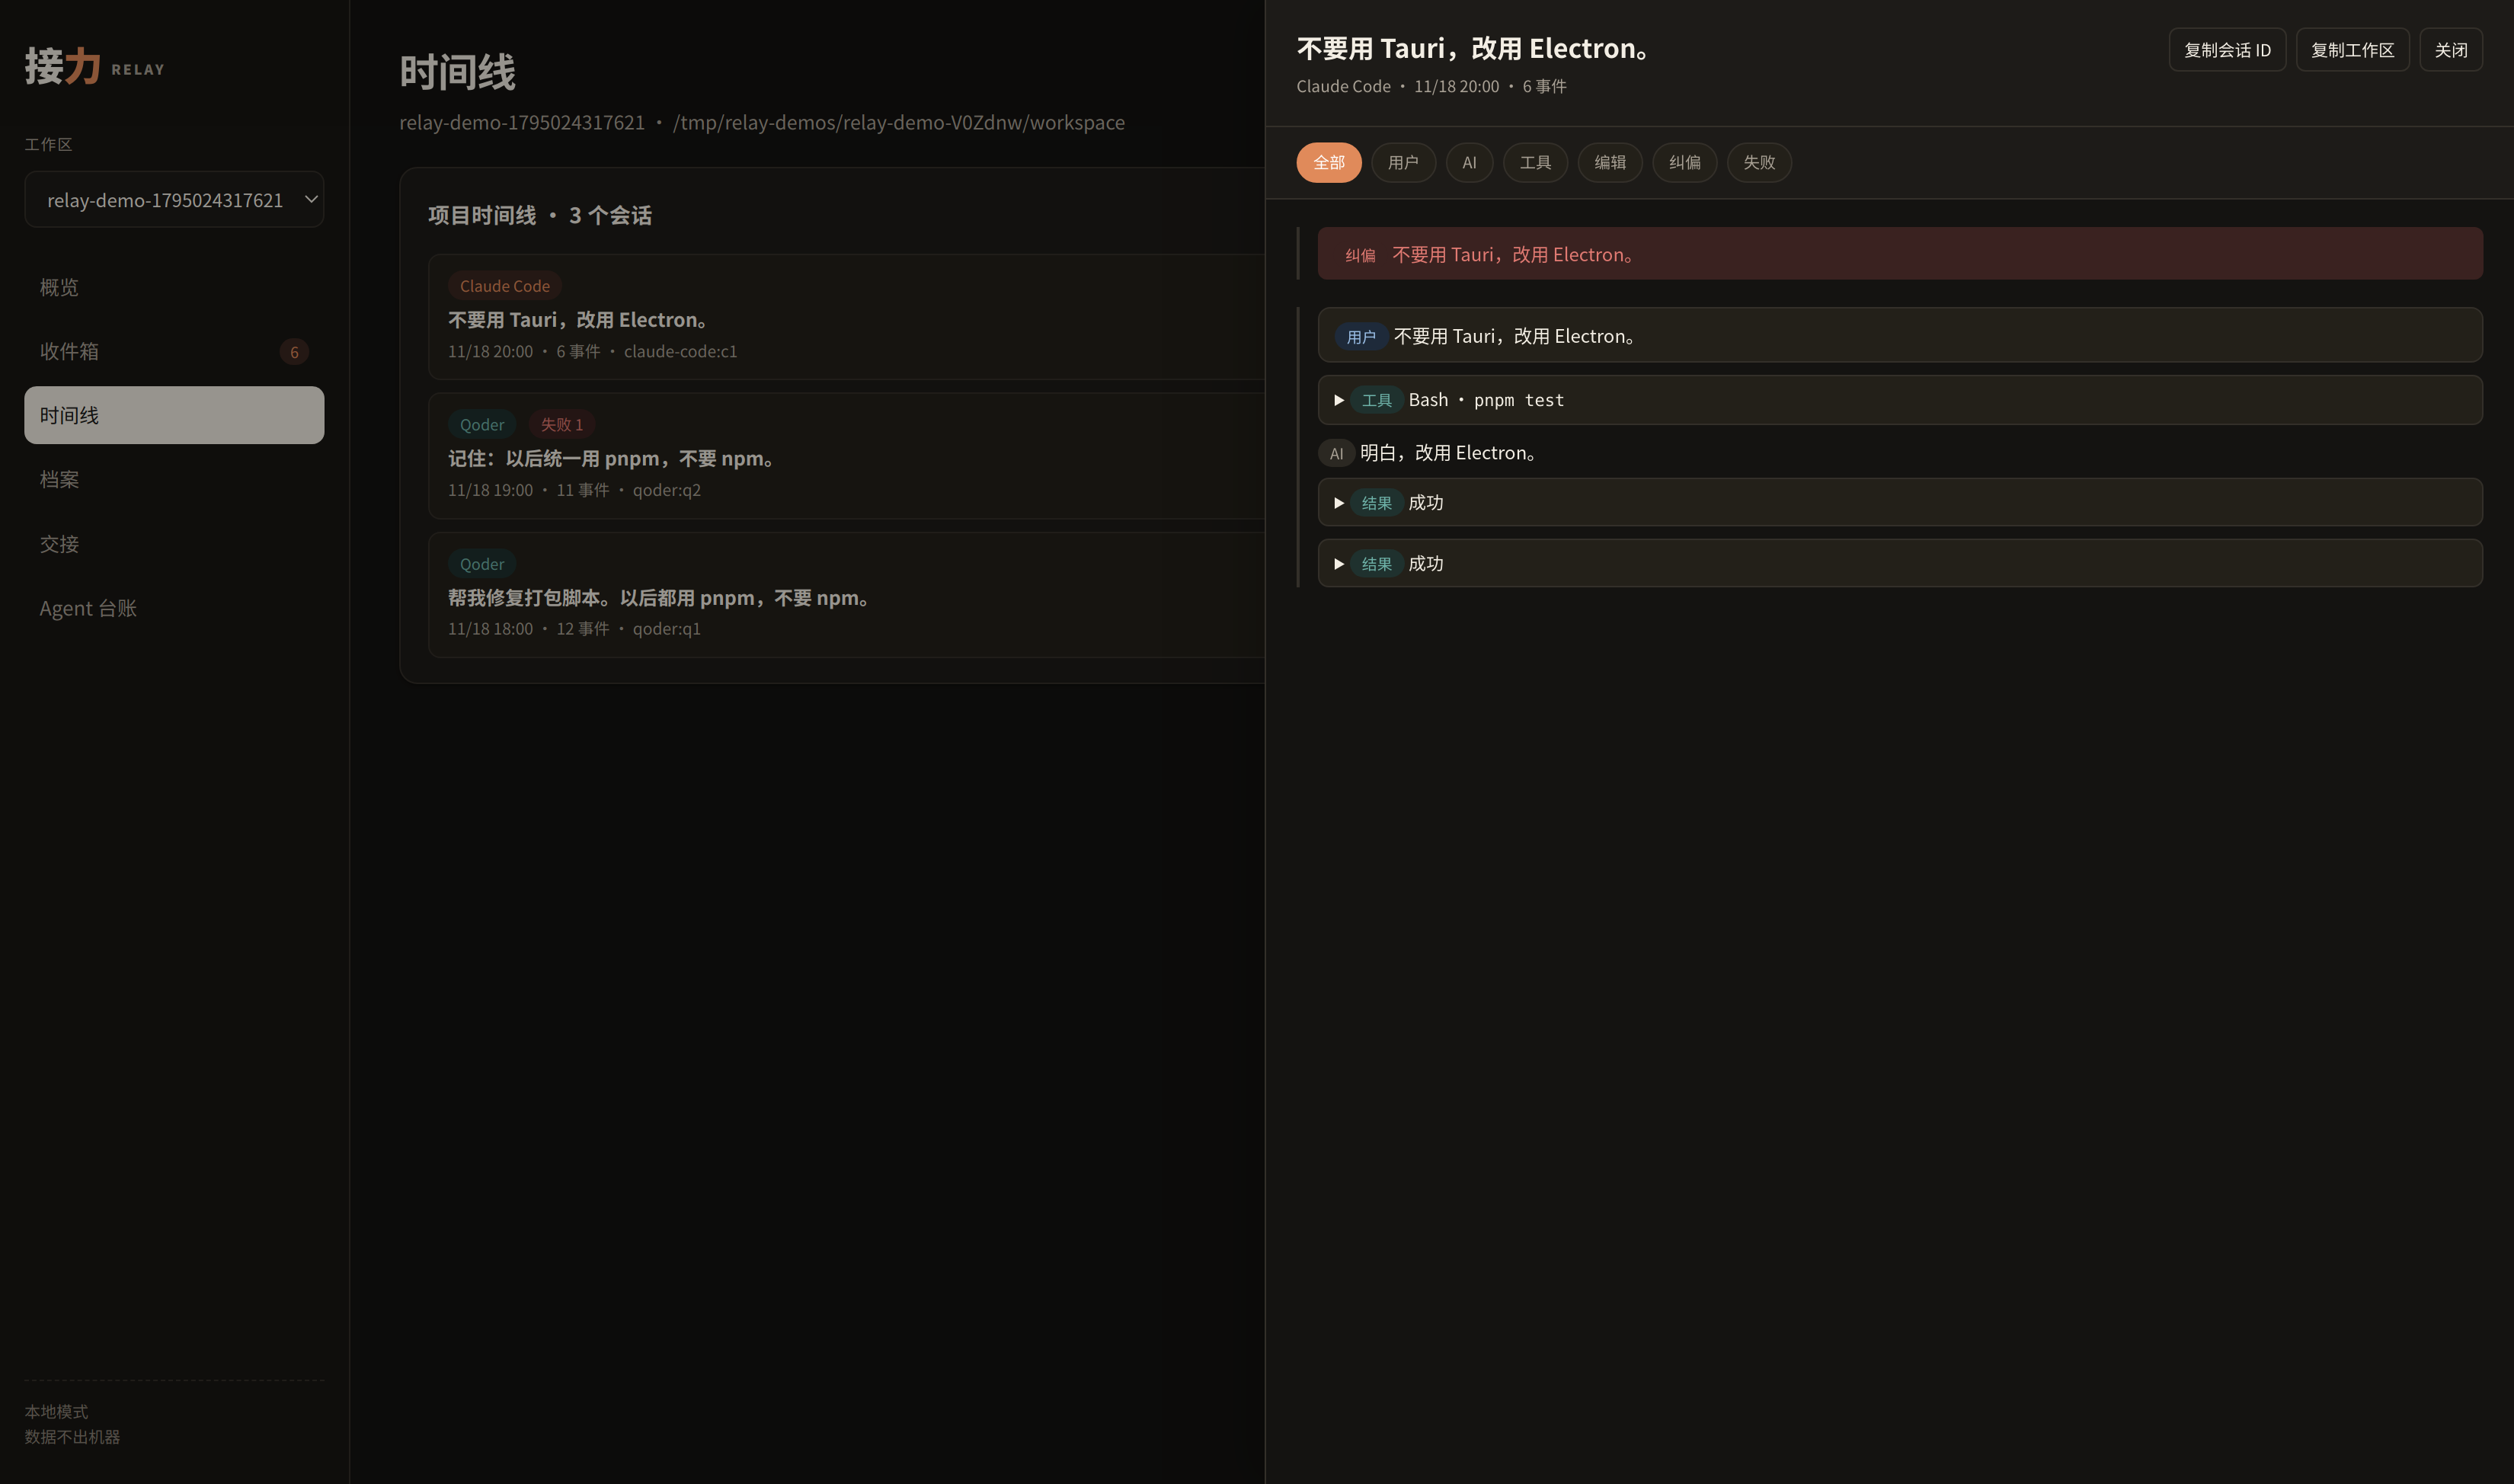 接力 RELAY
工作区
relay-demo-1795024317621
概览
收件箱 6
时间线
档案
交接
Agent 台账
本地模式
数据不出机器
时间线
relay-demo-1795024317621 · /tmp/relay-demos/relay-demo-V0Zdnw/workspace
项目时间线 · 3 个会话
Claude Code
不要用 Tauri，改用 Electron。
11/18 20:00 · 6 事件 · claude-code:c1
Qoder 失败 1
记住：以后统一用 pnpm，不要 npm。
11/18 19:00 · 11 事件 · qoder:q2
Qoder
帮我修复打包脚本。以后都用 pnpm，不要 npm。
11/18 18:00 · 12 事件 · qoder:q1
不要用 Tauri，改用 Electron。
Claude Code · 11/18 20:00 · 6 事件
复制会话 ID 复制工作区 关闭
全部 用户 AI 工具 编辑 纠偏 失败
纠偏 不要用 Tauri，改用 Electron。
用户 不要用 Tauri，改用 Electron。
工具 Bash · pnpm test
AI 明白，改用 Electron。
结果 成功
结果 成功